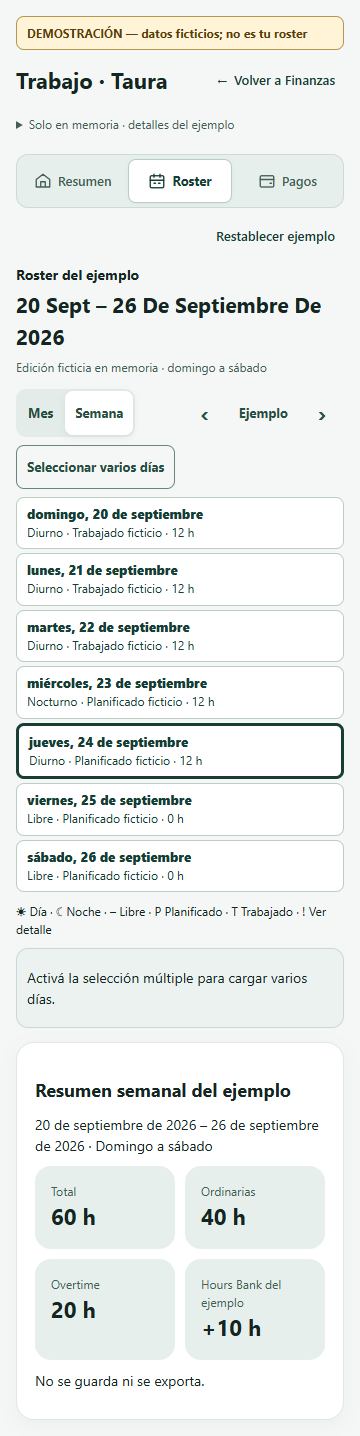 DEMOSTRACIÓN — datos ficticios; no es tu roster
Trabajo · Taura
← Volver a Finanzas
▶ Solo en memoria · detalles del ejemplo
Resumen
Roster
Pagos
Restablecer ejemplo
Roster del ejemplo
20 Sept – 26 De Septiembre De
2026
Edición ficticia en memoria · domingo a sábado
Mes
Semana
‹
Ejemplo
›
Seleccionar varios días
domingo, 20 de septiembre
Diurno · Trabajado ficticio · 12 h
lunes, 21 de septiembre
Diurno · Trabajado ficticio · 12 h
martes, 22 de septiembre
Diurno · Trabajado ficticio · 12 h
miércoles, 23 de septiembre
Nocturno · Planificado ficticio · 12 h
jueves, 24 de septiembre
Diurno · Planificado ficticio · 12 h
viernes, 25 de septiembre
Libre · Planificado ficticio · 0 h
sábado, 26 de septiembre
Libre · Planificado ficticio · 0 h
☀ Día · ☾ Noche · – Libre · P Planificado · T Trabajado · ! Ver
detalle
Activá la selección múltiple para cargar varios
días.
Resumen semanal del ejemplo
20 de septiembre de 2026 – 26 de septiembre
de 2026 · Domingo a sábado
Total
60 h
Ordinarias
40 h
Overtime
20 h
Hours Bank del
ejemplo
+10 h
No se guarda ni se exporta.